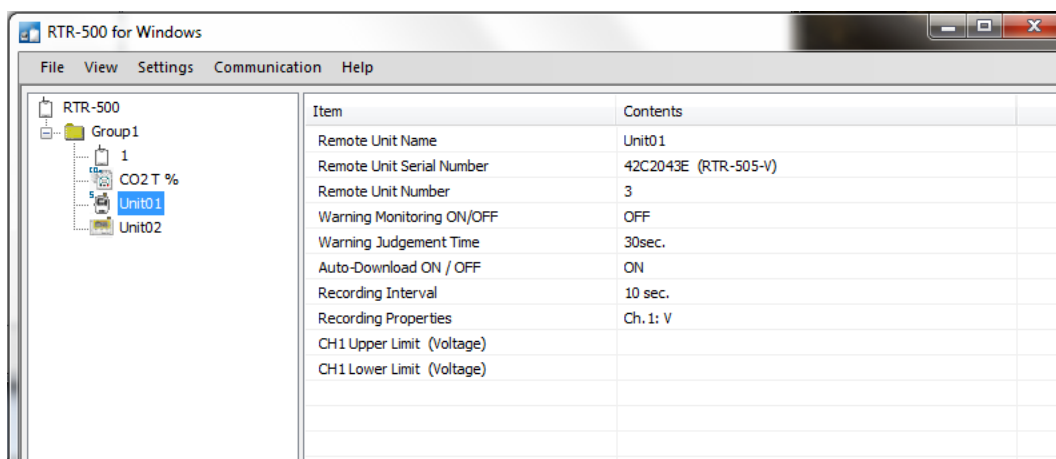 RTR-500 for Windows
File View Settings Communication Help
RTR-500
Group1
1
CO2 T %
Unit01
Unit02
Item Contents
Remote Unit Name Unit01
Remote Unit Serial Number 42C2043E (RTR-505-V)
Remote Unit Number 3
Warning Monitoring ON/OFF OFF
Warning Judgement Time 30sec.
Auto-Download ON / OFF ON
Recording Interval 10 sec.
Recording Properties Ch.1: V
CH1 Upper Limit (Voltage)
CH1 Lower Limit (Voltage)